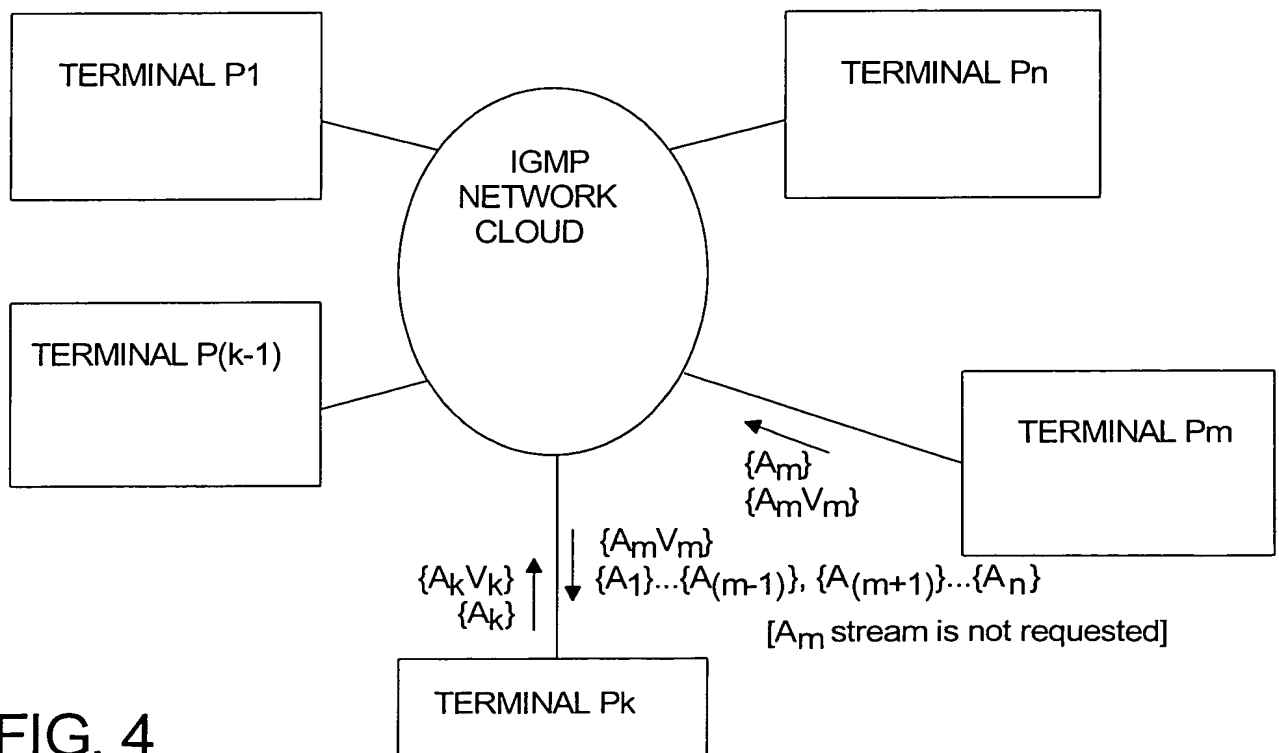 TERMINAL P1
TERMINAL Pn
IGMP
NETWORK
CLOUD
TERMINAL P(k-1)
TERMINAL Pm
{Am}
{AmVm}
{AmVm}
{A1}...{A(m-1)}, {A(m+1)}...{An}
[Am stream is not requested]
{AkVk}
{Ak}
TERMINAL Pk
FIG. 4